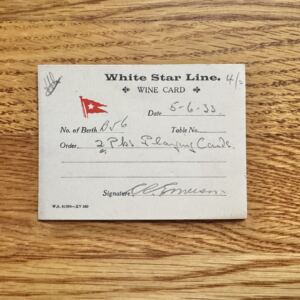 White Star Line. 4/-
WINE CARD
Date 5-6-33
No. of Berth B56 Table No.
Order 2 Pks Playing Cards.
Signature